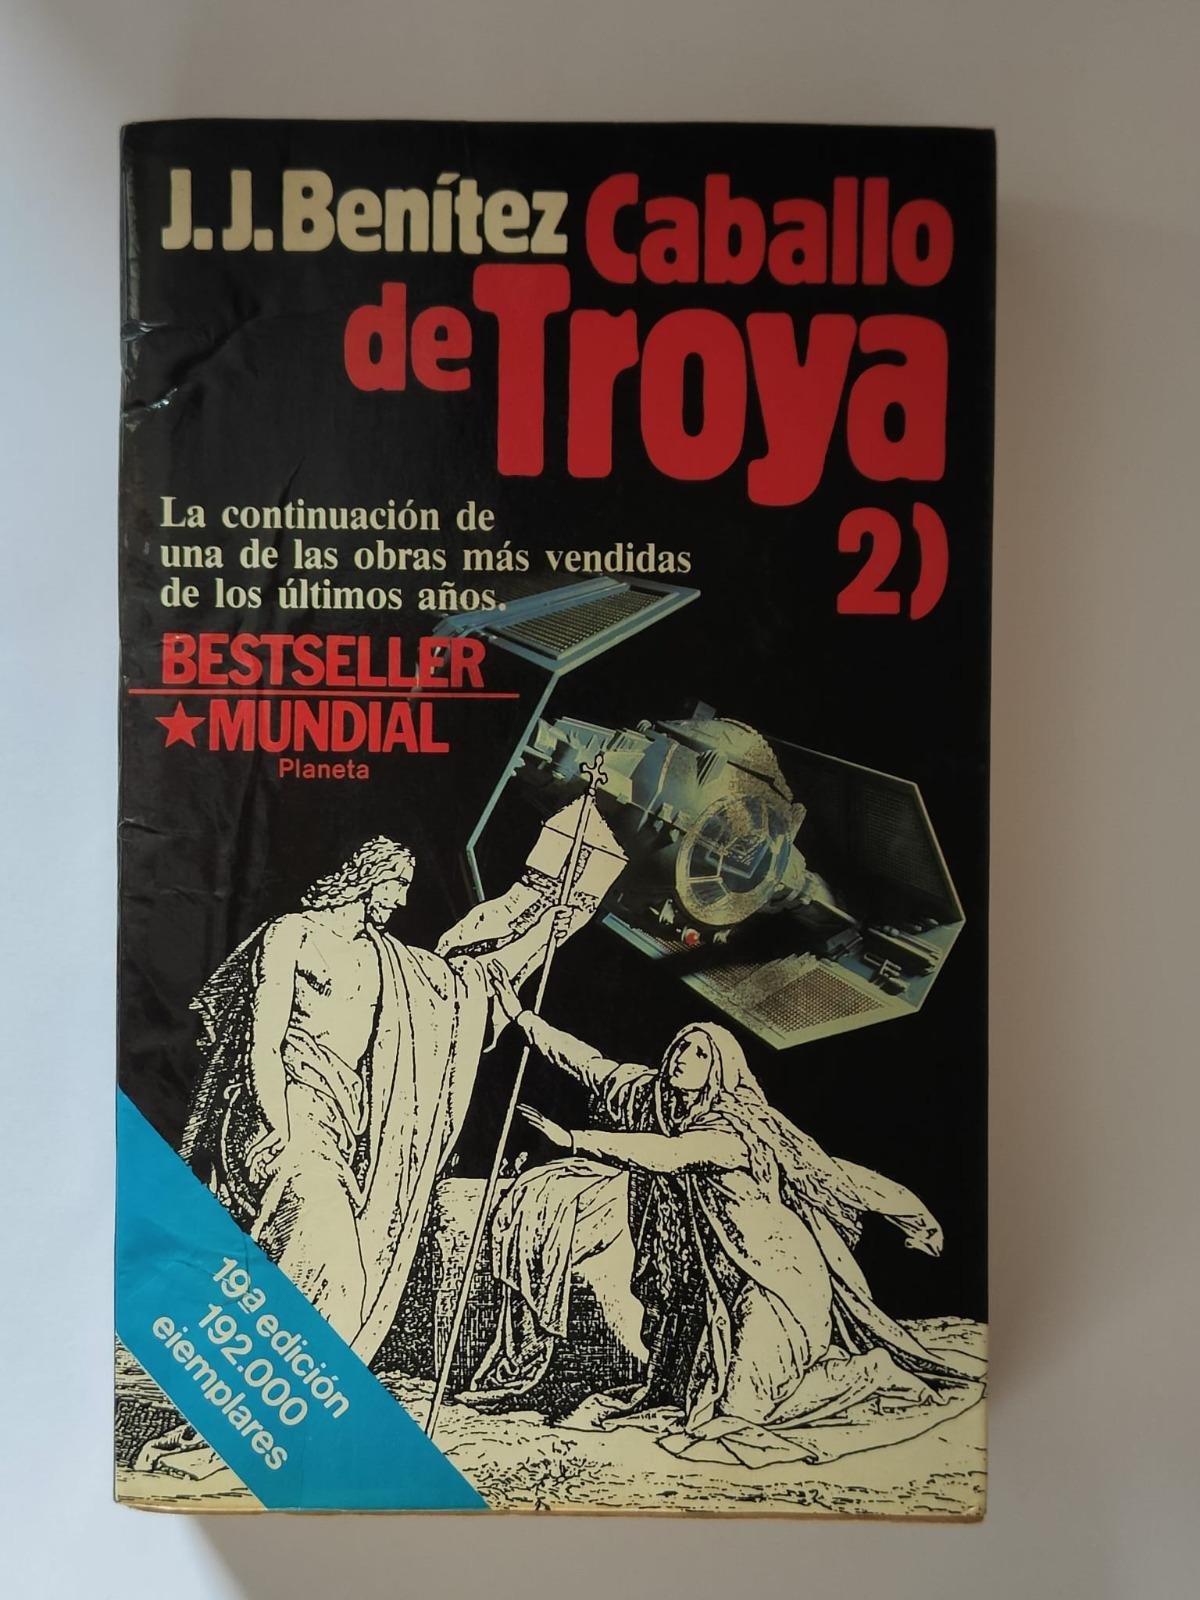 J.J.Benítez Caballo
de Troya
2)
La continuación de
una de las obras más vendidas
de los últimos años.
BESTSELLER
★MUNDIAL
Planeta
19ª edición
192.000
ejemplares